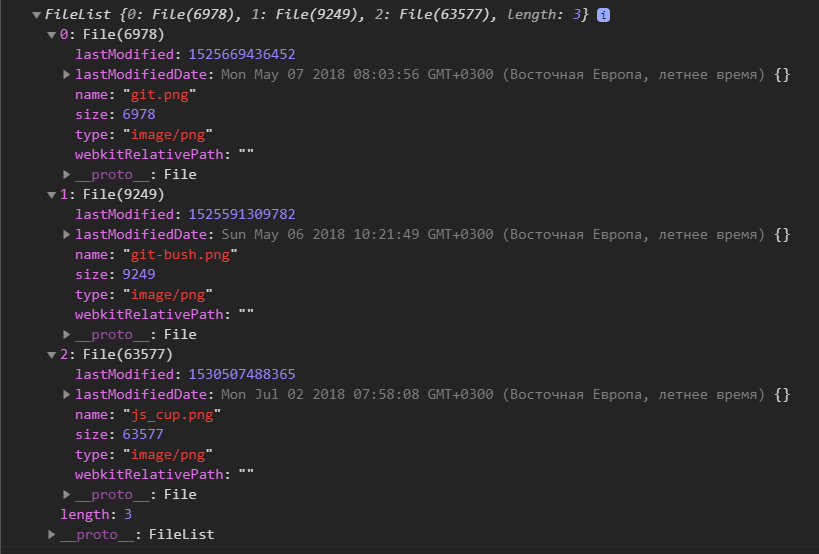 FileList {0: File(6978), 1: File(9249), 2: File(63577), length: 3} i
0: File(6978)
lastModified: 1525669436452
lastModifiedDate: Mon May 07 2018 08:03:56 GMT+0300 (Восточная Европа, летнее время) {}
name: "git.png"
size: 6978
type: "image/png"
webkitRelativePath: ""
__proto__: File
1: File(9249)
lastModified: 1525591309782
lastModifiedDate: Sun May 06 2018 10:21:49 GMT+0300 (Восточная Европа, летнее время) {}
name: "git-bush.png"
size: 9249
type: "image/png"
webkitRelativePath: ""
__proto__: File
2: File(63577)
lastModified: 1530507488365
lastModifiedDate: Mon Jul 02 2018 07:58:08 GMT+0300 (Восточная Европа, летнее время) {}
name: "js_cup.png"
size: 63577
type: "image/png"
webkitRelativePath: ""
__proto__: File
length: 3
__proto__: FileList